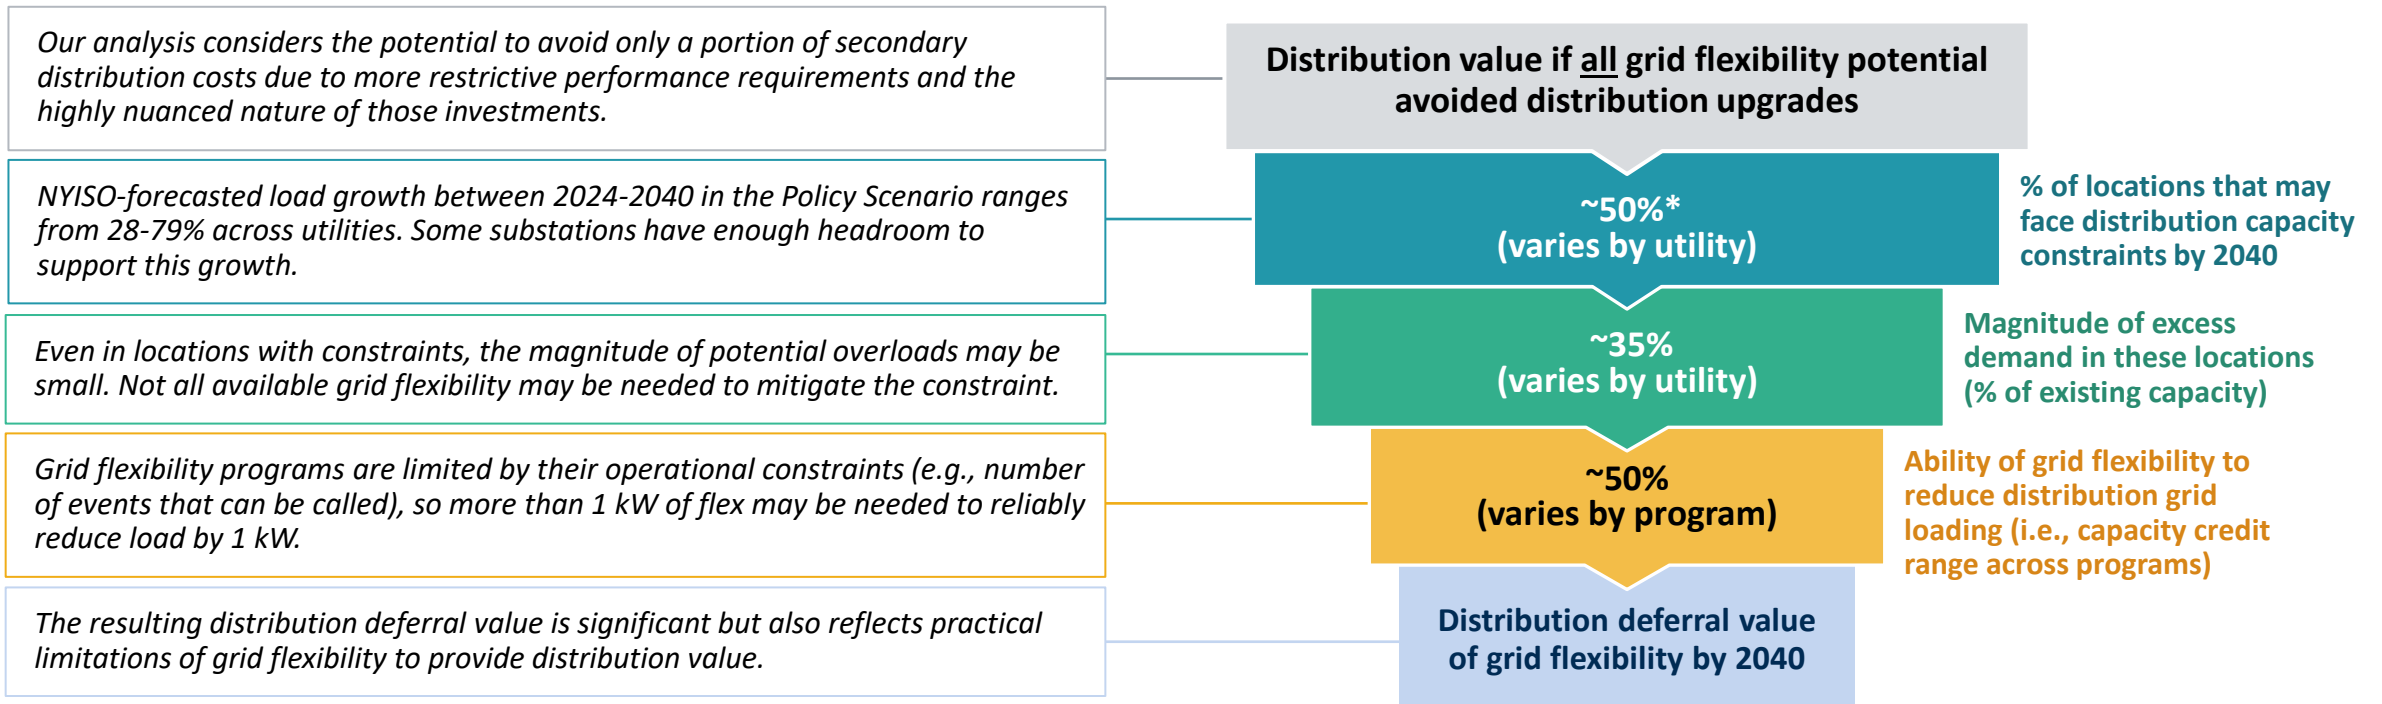 Our analysis considers the potential to avoid only a portion of secondary
distribution costs due to more restrictive performance requirements and the
highly nuanced nature of those investments.
Distribution value if all grid flexibility potential
avoided distribution upgrades
NYISO-forecasted load growth between 2024-2040 in the Policy Scenario ranges
from 28-79% across utilities. Some substations have enough headroom to
support this growth.
~50%*
(varies by utility)
% of locations that may
face distribution capacity
constraints by 2040
Even in locations with constraints, the magnitude of potential overloads may be
small. Not all available grid flexibility may be needed to mitigate the constraint.
~35%
(varies by utility)
Magnitude of excess
demand in these locations
(% of existing capacity)
Grid flexibility programs are limited by their operational constraints (e.g., number
of events that can be called), so more than 1 kW of flex may be needed to reliably
reduce load by 1 kW.
~50%
(varies by program)
Ability of grid flexibility to
reduce distribution grid
loading (i.e., capacity credit
range across programs)
The resulting distribution deferral value is significant but also reflects practical
limitations of grid flexibility to provide distribution value.
Distribution deferral value
of grid flexibility by 2040